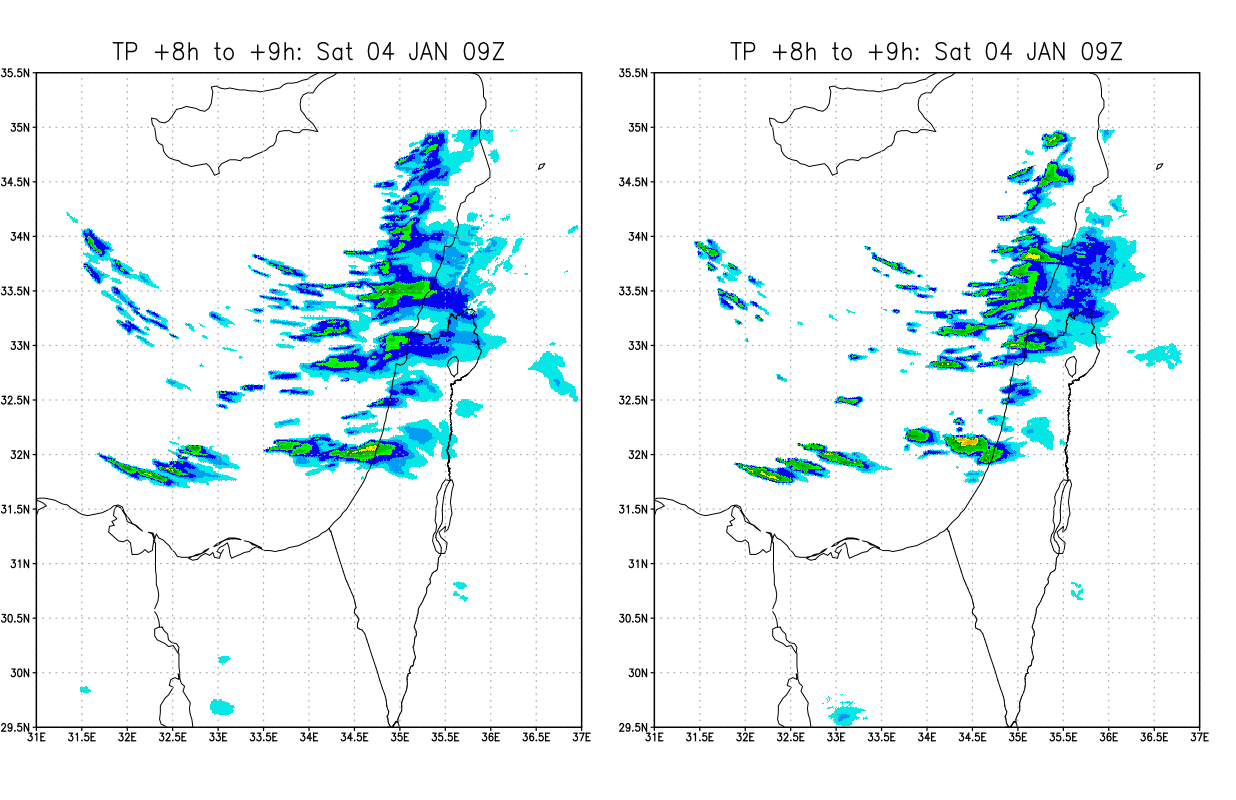 TP +8h to +9h: Sat 04 JAN 09Z
35.5N
35N
34.5N
34N
33.5N
33N
32.5N
32N
31.5N
31N
30.5N
30N
29.5N
31E 31.5E 32E 32.5E 33E 33.5E 34E 34.5E 35E 35.5E 36E 36.5E 37E
TP +8h to +9h: Sat 04 JAN 09Z
35.5N
35N
34.5N
34N
33.5N
33N
32.5N
32N
31.5N
31N
30.5N
30N
29.5N
31E 31.5E 32E 32.5E 33E 33.5E 34E 34.5E 35E 35.5E 36E 36.5E 37E